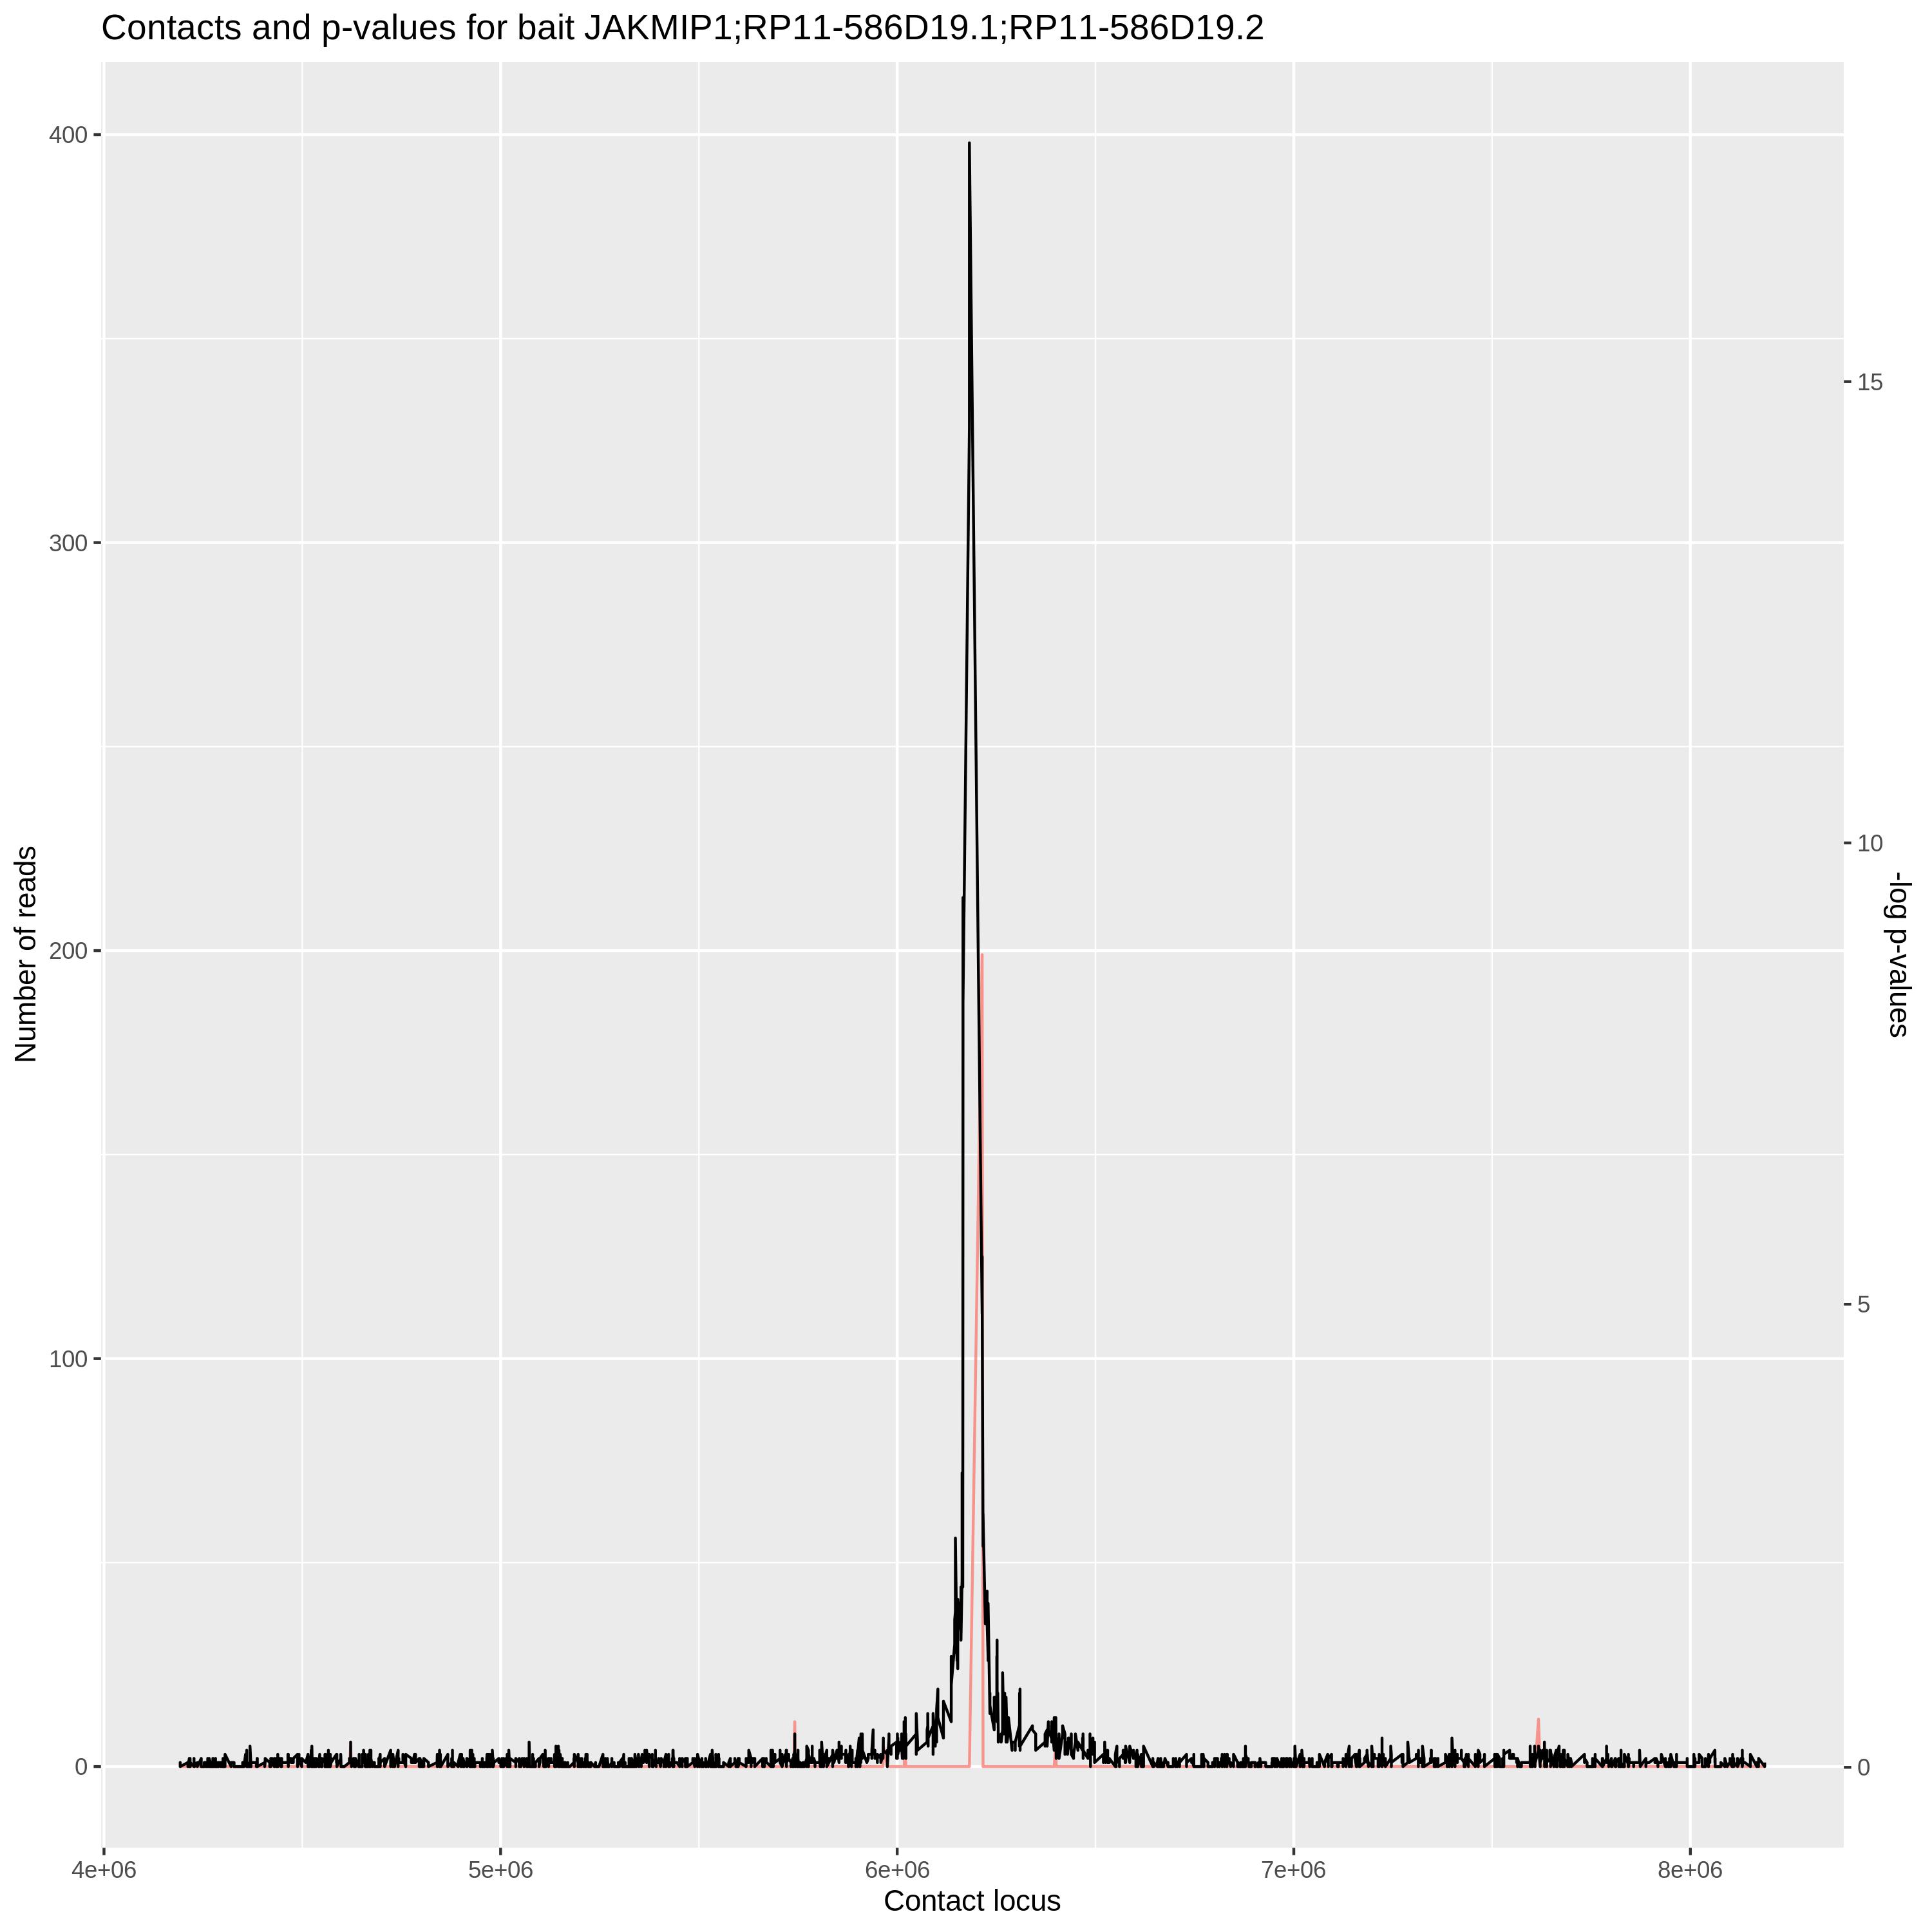 Contacts and p-values for bait JAKMIP1;RP11-586D19.1;RP11-586D19.2
400
300
200
100
0
Number of reads
15
10
5
0
-log p-values
4e+06 5e+06 6e+06 7e+06 8e+06
Contact locus